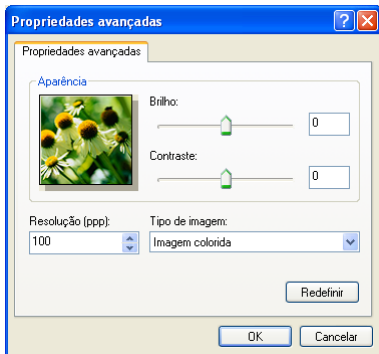 Propriedades avançadas
Propriedades avançadas
Aparência
Brilho:
0
Contraste:
0
Resolução (ppp):
100
Tipo de imagem:
Imagem colorida
Redefinir
OK
Cancelar